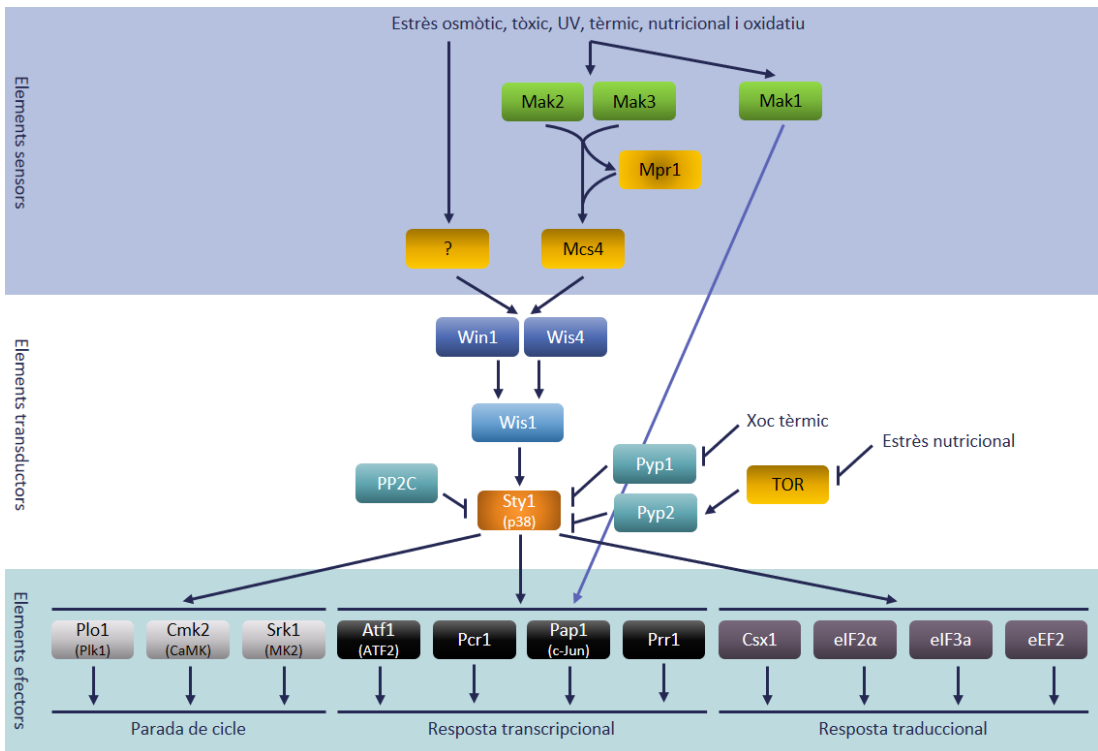 Estrès osmòtic, tòxic, UV, tèrmic, nutricional i oxidatiu
Elements sensors
Mak2
Mak3
Mak1
Mpr1
?
Mcs4
Elements transductors
Win1
Wis4
Wis1
Xoc tèrmic
Estrès nutricional
Pyp1
PP2C
TOR
Sty1
(p38)
Pyp2
Elements efectors
Plo1
(Plk1)
Cmk2
(CaMK)
Srk1
(MK2)
Atf1
(ATF2)
Pcr1
Pap1
(c-Jun)
Prr1
Csx1
eIF2α
eIF3a
eEF2
Parada de cicle
Resposta transcripcional
Resposta traduccional